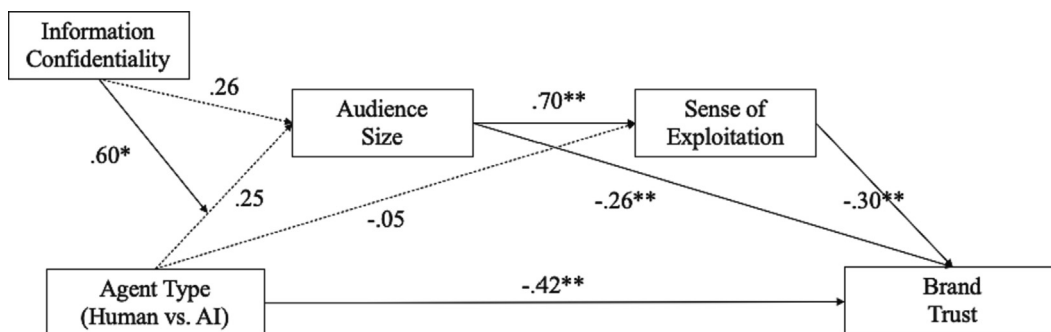 Information
Confidentiality
.26
Audience
Size
.70**
Sense of
Exploitation
.60*
.25
-.05
-.26**
-.30**
Agent Type
(Human vs. AI)
-.42**
Brand
Trust